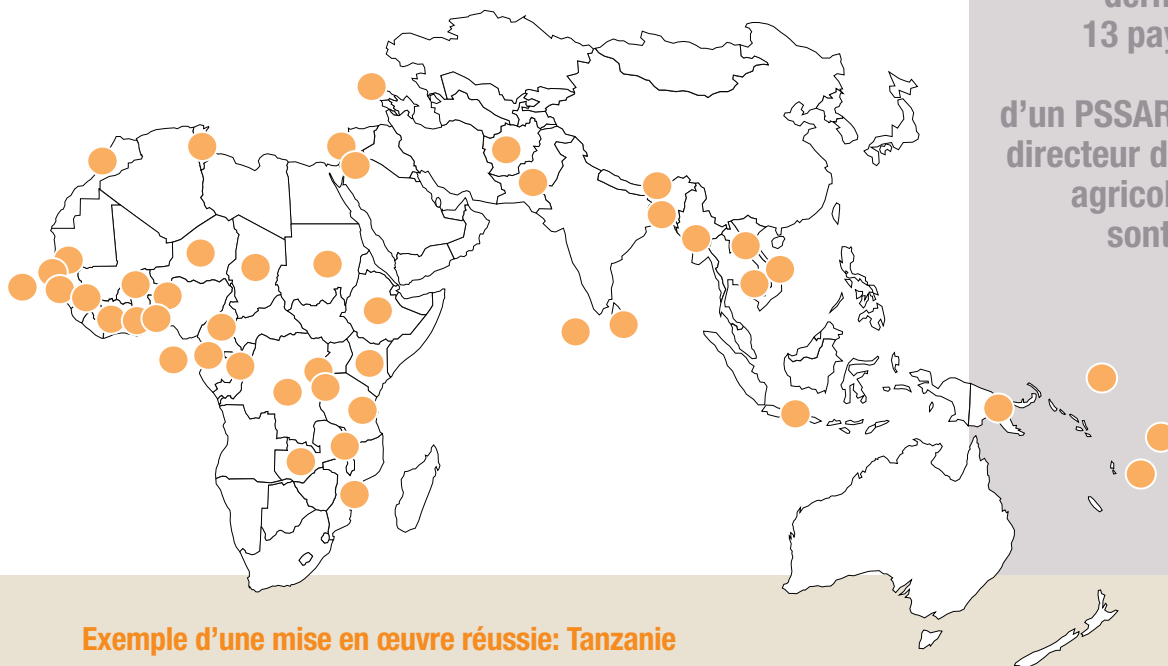 13 pay
d'un PSSAR
directeur d
agricol
sont
Exemple d'une mise en œuvre réussie: Tanzanie